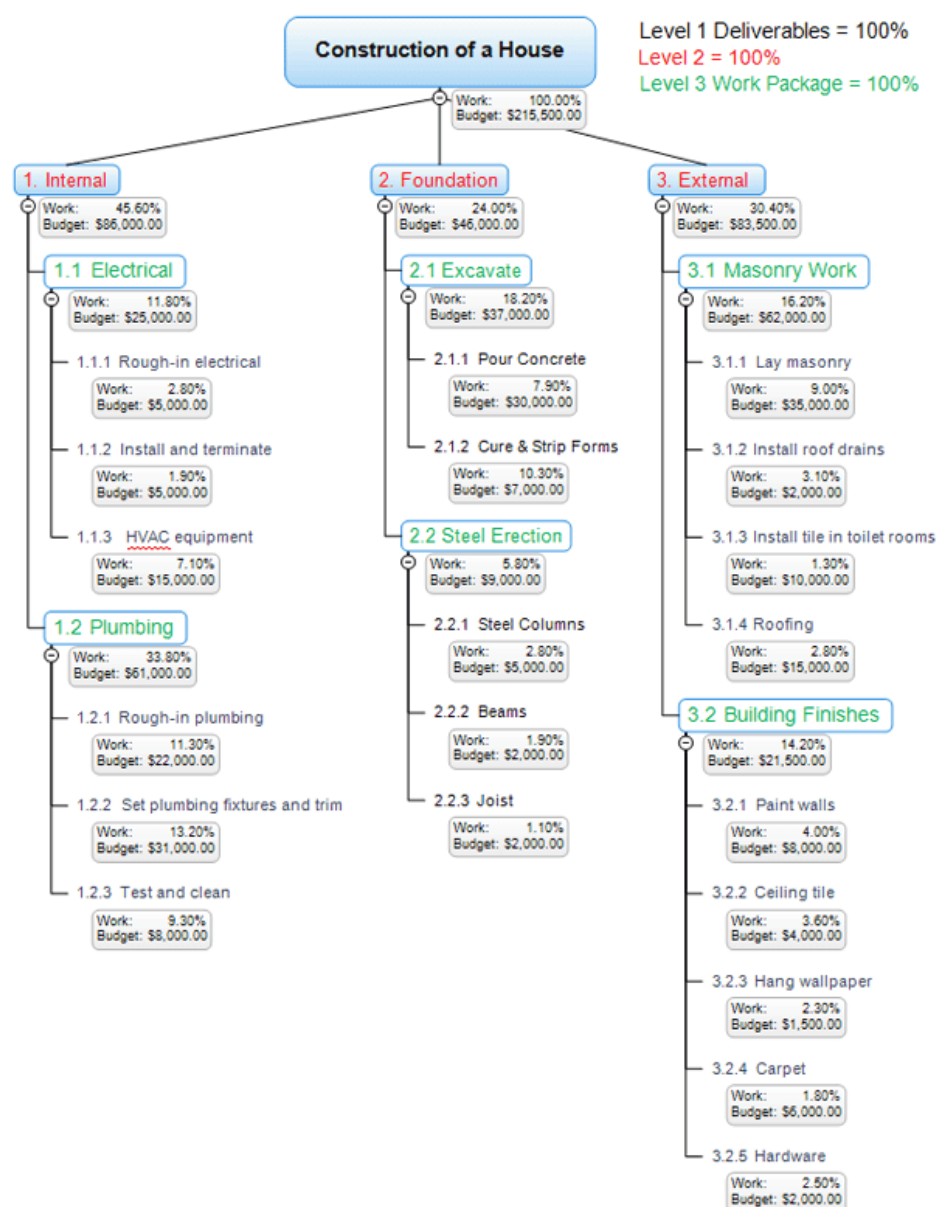 Construction of a House
Level 1 Deliverables = 100%
Level 2 = 100%
Level 3 Work Package = 100%
Work: 100.00%
Budget: $215,500.00
1. Internal
Work: 45.60%
Budget: $86,000.00
1.1 Electrical
Work: 11.80%
Budget: $25,000.00
1.1.1 Rough-in electrical
Work: 2.80%
Budget: $5,000.00
1.1.2 Install and terminate
Work: 1.90%
Budget: $5,000.00
1.1.3 HVAC equipment
Work: 7.10%
Budget: $15,000.00
1.2 Plumbing
Work: 33.80%
Budget: $61,000.00
1.2.1 Rough-in plumbing
Work: 11.30%
Budget: $22,000.00
1.2.2 Set plumbing fixtures and trim
Work: 13.20%
Budget: $31,000.00
1.2.3 Test and clean
Work: 9.30%
Budget: $8,000.00
2. Foundation
Work: 24.00%
Budget: $46,000.00
2.1 Excavate
Work: 18.20%
Budget: $37,000.00
2.1.1 Pour Concrete
Work: 7.90%
Budget: $30,000.00
2.1.2 Cure & Strip Forms
Work: 10.30%
Budget: $7,000.00
2.2 Steel Erection
Work: 5.80%
Budget: $9,000.00
2.2.1 Steel Columns
Work: 2.80%
Budget: $5,000.00
2.2.2 Beams
Work: 1.90%
Budget: $2,000.00
2.2.3 Joist
Work: 1.10%
Budget: $2,000.00
3. External
Work: 30.40%
Budget: $83,500.00
3.1 Masonry Work
Work: 16.20%
Budget: $62,000.00
3.1.1 Lay masonry
Work: 9.00%
Budget: $35,000.00
3.1.2 Install roof drains
Work: 3.10%
Budget: $2,000.00
3.1.3 Install tile in toilet rooms
Work: 1.30%
Budget: $10,000.00
3.1.4 Roofing
Work: 2.80%
Budget: $15,000.00
3.2 Building Finishes
Work: 14.20%
Budget: $21,500.00
3.2.1 Paint walls
Work: 4.00%
Budget: $8,000.00
3.2.2 Ceiling tile
Work: 3.60%
Budget: $4,000.00
3.2.3 Hang wallpaper
Work: 2.30%
Budget: $1,500.00
3.2.4 Carpet
Work: 1.80%
Budget: $6,000.00
3.2.5 Hardware
Work: 2.50%
Budget: $2,000.00